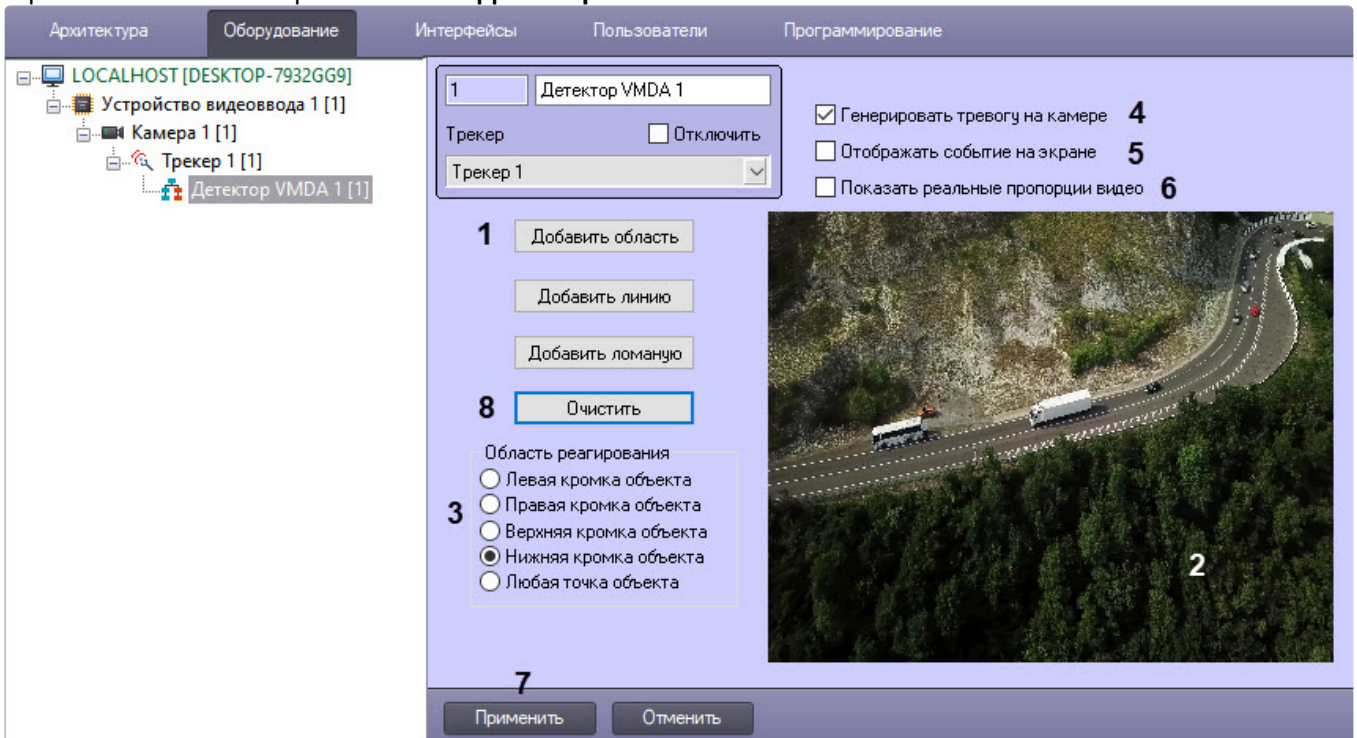 Архитектура Оборудование Интерфейсы Пользователи Программирование
LOCALHOST [DESKTOP-7932GG9]
Устройство видеоввода 1 [1]
Камера 1 [1]
Трекер 1 [1]
Детектор VMDA 1 [1]
1 Детектор VMDA 1
Трекер Отключить
Трекер 1
Генерировать тревогу на камере 4
Отображать событие на экране 5
Показать реальные пропорции видео 6
1 Добавить область
Добавить линию
Добавить ломаную
8 Очистить
Область реагирования
Левая кромка объекта
3 Правая кромка объекта
Верхняя кромка объекта
Нижняя кромка объекта
Любая точка объекта
2
7
Применить Отменить